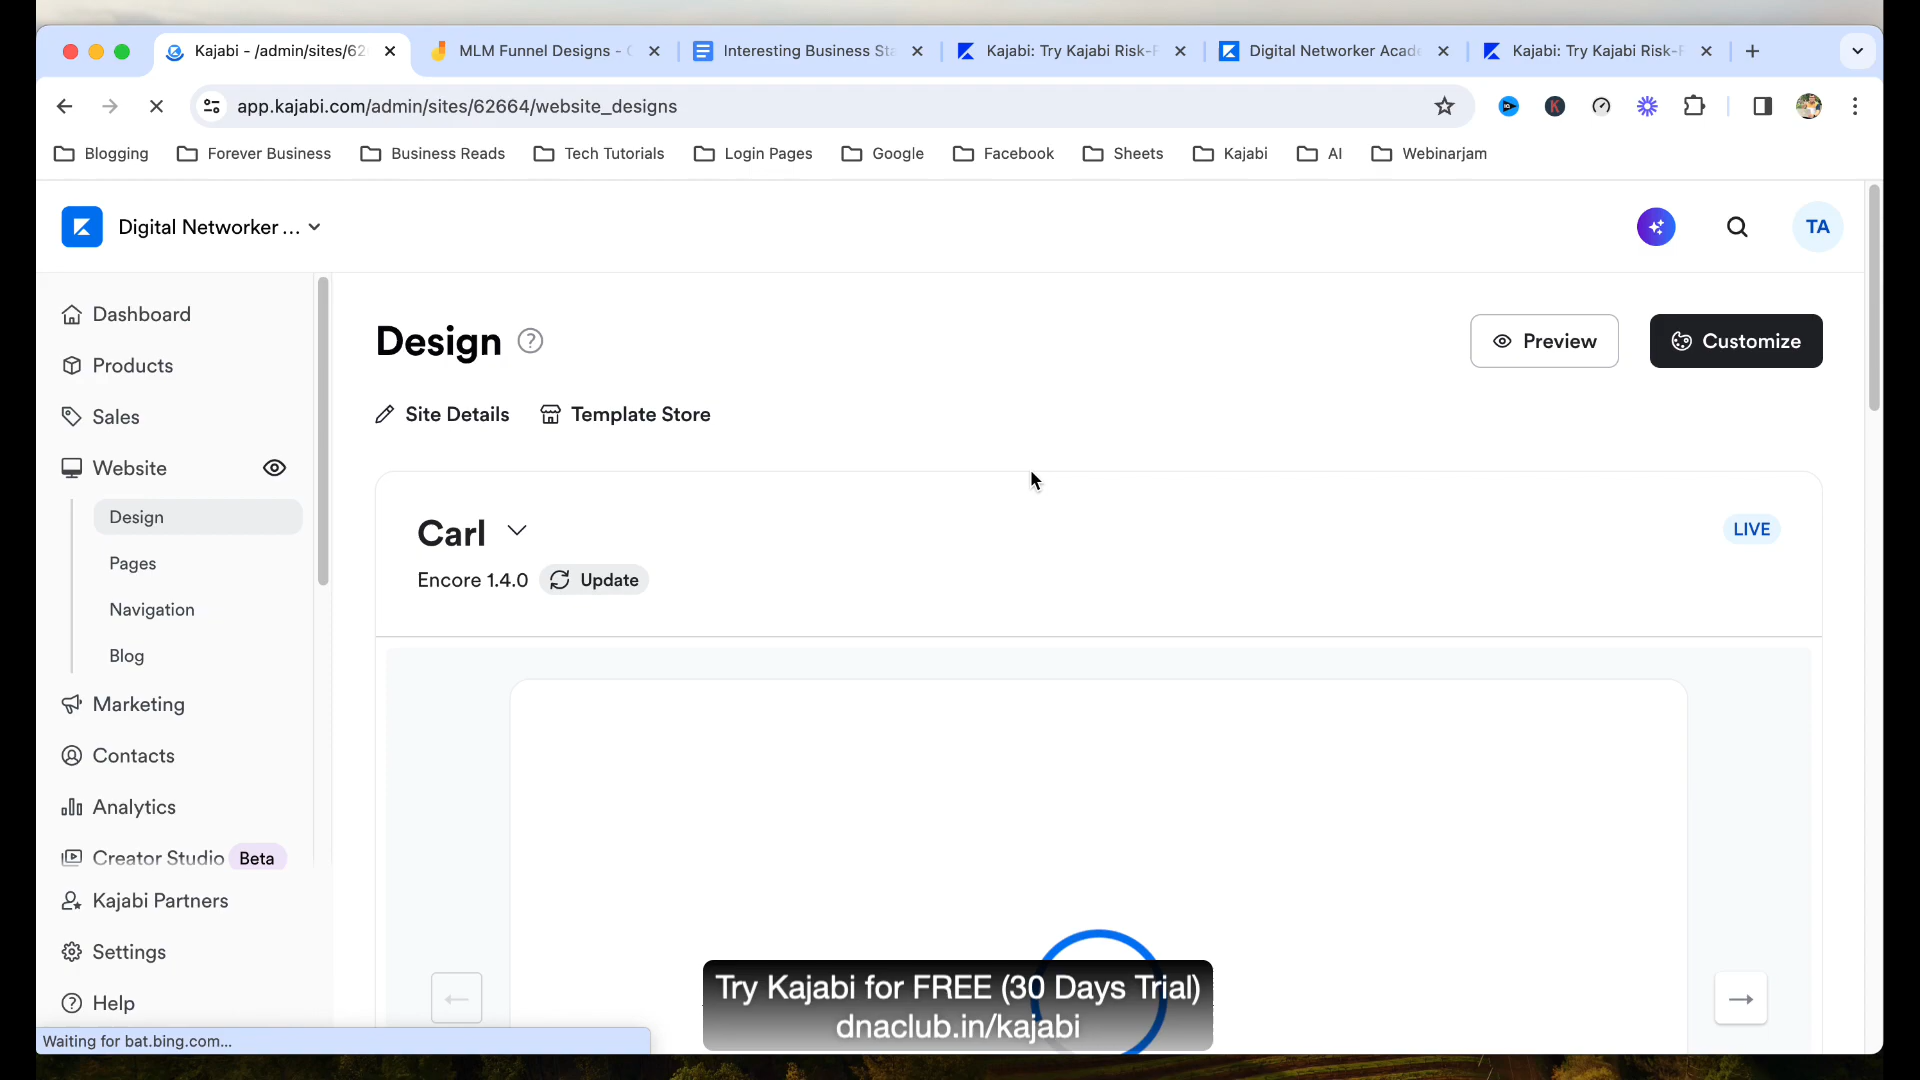 Kajabi - /admin/sites/62
MLM Funnel Designs -
Interesting Business Sta
Kajabi: Try Kajabi Risk-F
Digital Networker Acade
Kajabi: Try Kajabi Risk-F
app.kajabi.com/admin/sites/62664/website_designs
Blogging
Forever Business
Business Reads
Tech Tutorials
Login Pages
Google
Facebook
Sheets
Kajabi
AI
Webinarjam
Digital Networker ...
TA
Dashboard
Products
Sales
Website
Design
Pages
Navigation
Blog
Marketing
Contacts
Analytics
Creator Studio Beta
Kajabi Partners
Settings
Help
Design
Preview
Customize
Site Details
Template Store
Carl
LIVE
Encore 1.4.0
Update
Try Kajabi for FREE (30 Days Trial)
dnaclub.in/kajabi
Waiting for bat.bing.com...